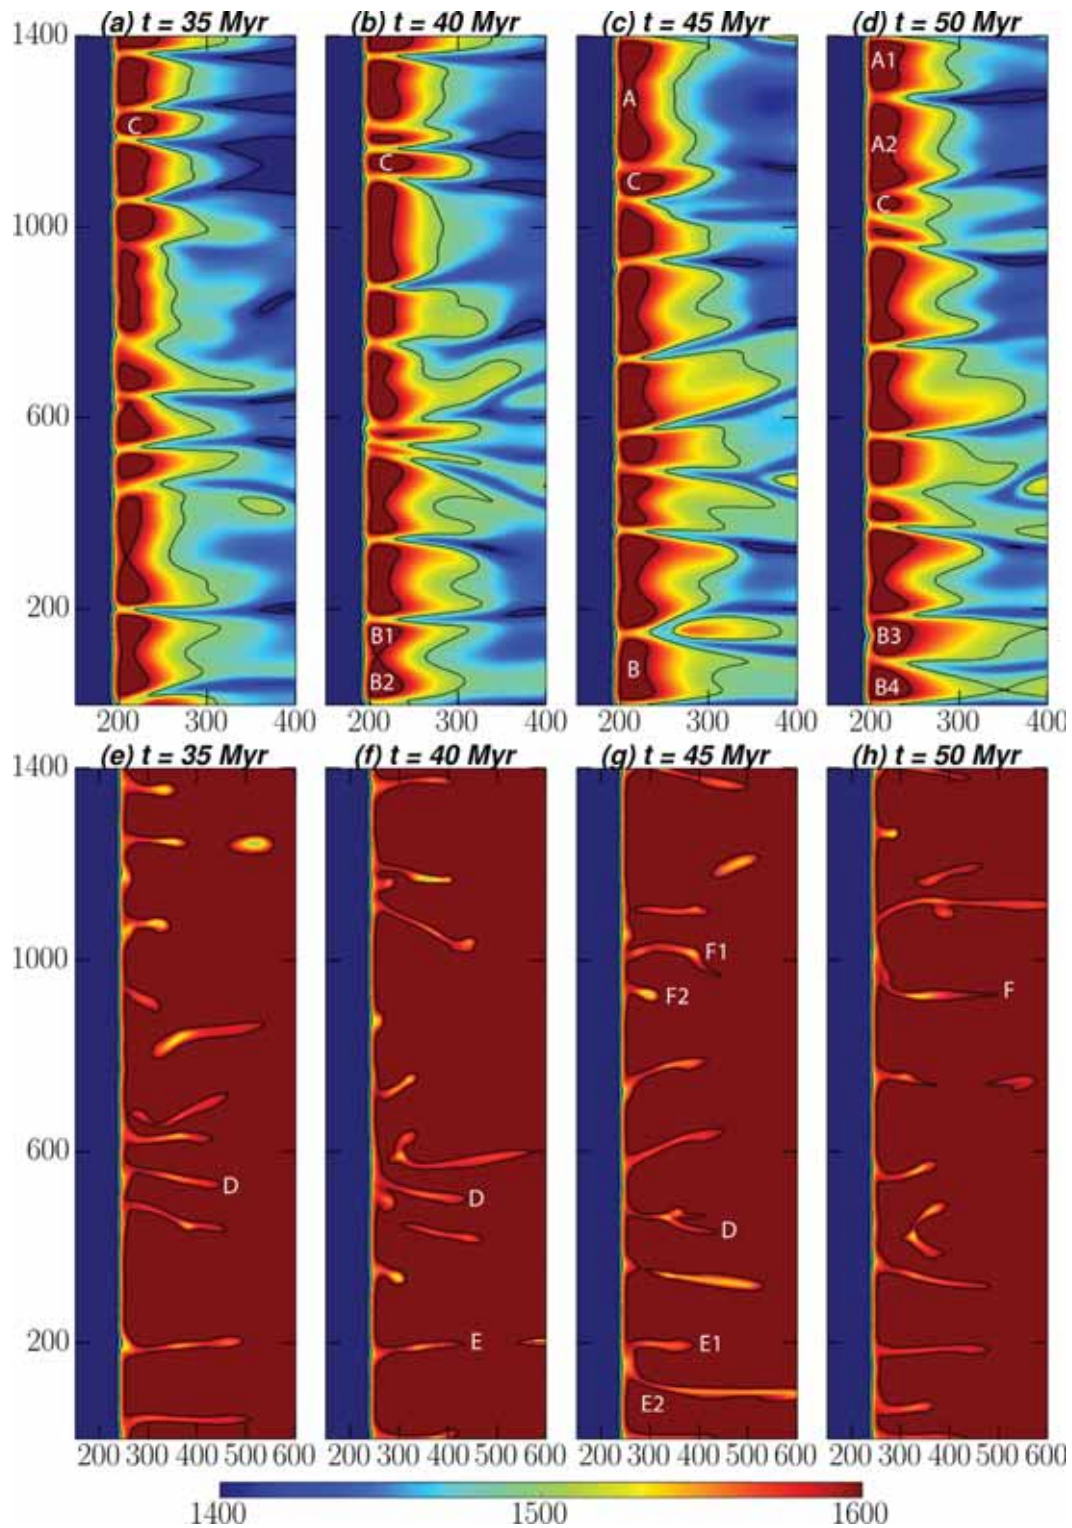 (a) t = 35 Myr (b) t = 40 Myr (c) t = 45 Myr (d) t = 50 Myr
1400
A1
A
C
A2
C
C
C
1000
600
200
B1
B3
B
B2
B4
200 300 400 200 300 400 200 300 400 200 300 400
(e) t = 35 Myr (f) t = 40 Myr (g) t = 45 Myr (h) t = 50 Myr
1400
1000
F1
F2
F
600
D
D
D
200
E
E1
E2
200 300 400 500 600 200 300 400 500 600 200 300 400 500 600 200 300 400 500 600
1400 1500 1600